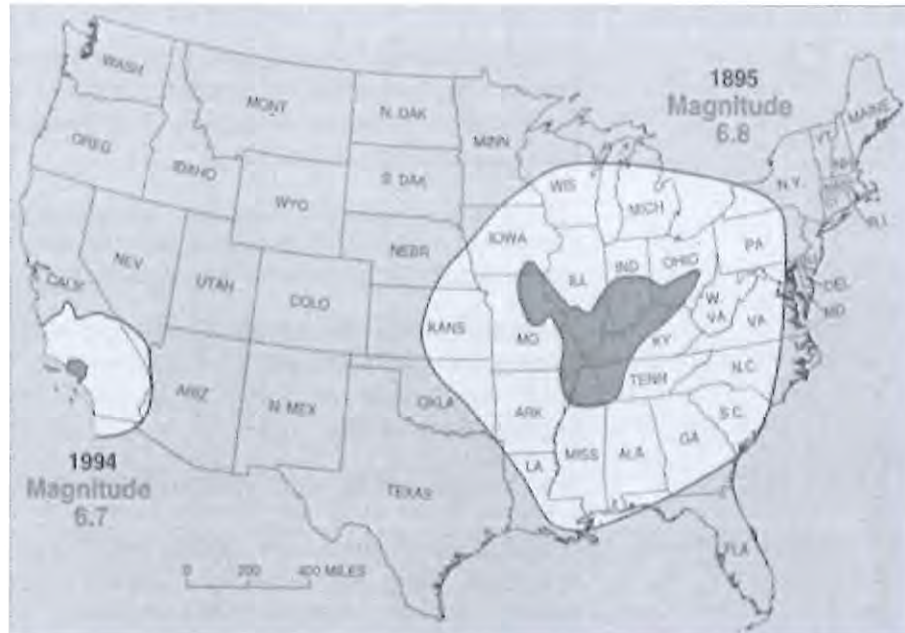 WASH
MONT
N. DAK
MINN
1895
Magnitude
6.8
MAINE
VT
NH
OREG
IDAHO
S. DAK
WIS
MICH
N.Y.
R.I.
WYO
NEBR
IOWA
PA
NEV
UTAH
COLO
ILL
IND
OHIO
DEL
MD
CALIF
KANS
MO
W.
VA
VA
KY
ARIZ
N. MEX
OKLA
ARK
TENN
N.C.
S.C.
1994
Magnitude
6.7
TEXAS
LA
MISS
ALA
GA
FLA
0 200 400 MILES